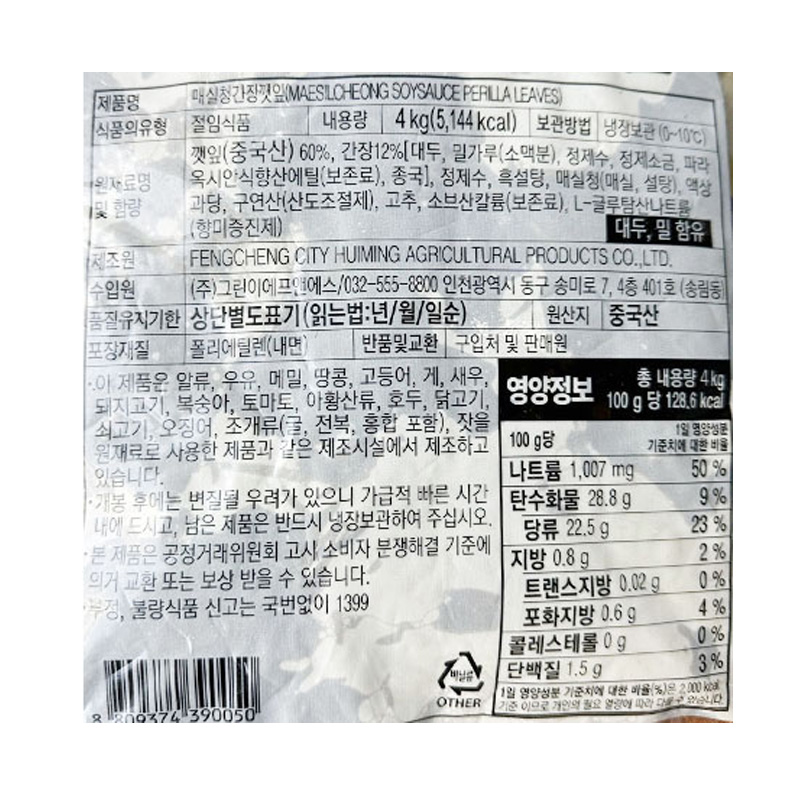 제품명 매실청간장깻잎(MAESILCHEONG SOYSAUCE PERILLA LEAVES)
식품의유형 절임식품 내용량 4kg(5,144 kcal) 보관방법 냉장보관 (0~10℃)
원재료명 및 함량
깻잎(중국산) 60%, 간장12%[대두, 밀가루(소맥분), 정제수, 정제소금, 파라
옥시안식향산에틸(보존료), 종국], 정제수, 흑설탕, 매실청(매실, 설탕), 액상
과당, 구연산(산도조절제), 고추, 소브산칼륨(보존료), L-글루탐산나트륨
(향미증진제) 대두, 밀 함유
제조원 FENGCHENG CITY HUIMING AGRICULTURAL PRODUCTS CO.,LTD.
수입원 (주)그린이에프앤에스/032-555-8800 인천광역시 동구 송미로 7, 4층 401호 (송림동)
품질유지기한 상단별도표기 (읽는법:년/월/일순) 원산지 중국산
포장재질 폴리에틸렌(내면) 반품및교환 구입처 및 판매원
·이 제품은 알류, 우유, 메밀, 땅콩, 고등어, 게, 새우,
돼지고기, 복숭아, 토마토, 아황산류, 호두, 닭고기,
쇠고기, 오징어, 조개류(굴, 전복, 홍합 포함), 잣을
원재료로 사용한 제품과 같은 제조시설에서 제조하고
있습니다.
·개봉 후에는 변질될 우려가 있으니 가급적 빠른 시간
내에 드시고, 남은 제품은 반드시 냉장보관하여 주십시오.
·본 제품은 공정거래위원회 고시 소비자 분쟁해결 기준에
의거 교환 또는 보상 받을 수 있습니다.
·부정, 불량식품 신고는 국번없이 1399
8 809374 390050
비닐류
OTHER
영양정보 총 내용량 4 kg
100 g 당 128.6 kcal
100 g당 1일 영양성분
기준치에 대한 비율
나트륨 1,007 mg 50 %
탄수화물 28.8 g 9 %
당류 22.5 g 23 %
지방 0.8 g 2 %
트랜스지방 0.02 g 0 %
포화지방 0.6 g 4 %
콜레스테롤 0 g 0 %
단백질 1.5 g 3 %
1일 영양성분 기준치에 대한 비율(%)은 2,000 kcal
기준 이므로 개인의 필요 열량에 따라 다를 수 있습니다.